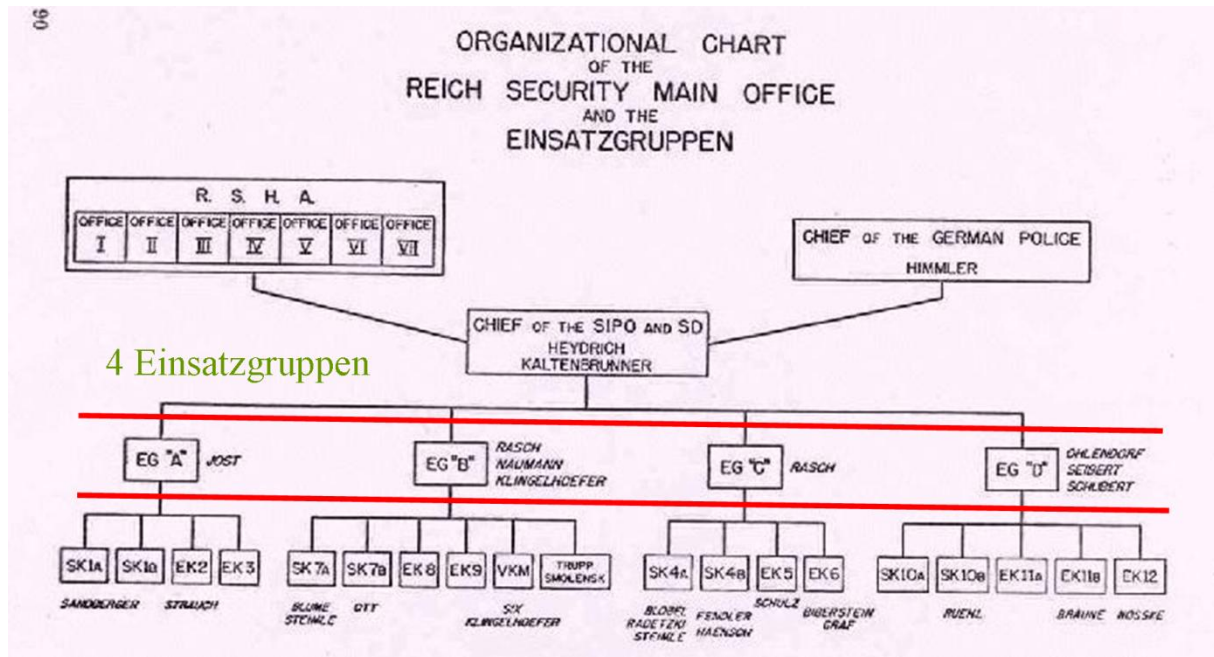 90
ORGANIZATIONAL CHART
OF THE
REICH SECURITY MAIN OFFICE
AND THE
EINSATZGRUPPEN
R. S. H. A.
OFFICE I OFFICE II OFFICE III OFFICE IV OFFICE V OFFICE VI OFFICE VII
CHIEF OF THE GERMAN POLICE
HIMMLER
CHIEF OF THE SIPO AND SD
HEYDRICH
KALTENBRUNNER
4 Einsatzgruppen
EG "A"
JOST
EG "B"
RASCH
NAUMANN
KLINGELHOEFER
EG "C"
RASCH
EG "D"
OHLENDORF
SEIBERT
SCHUBERT
SK1A SK1B EK2 EK3
SANDBERGER STRAUCH
SK7A SK7B EK8 EK9 VKM TRUPP SMOLENSK
BLUME
STEIMLE
OTT
SIX
KLINGELHOEFER
SK4A SK4B EK5 EK6
BLOBEL
RADETZKI
STEIMLE
FENDLER
HAENSCH
SCHULZ
BIBERSTEIN
GRAF
SK10A SK10B EK11A EK11B EK12
RUEHL BRAUNE NOSSKE